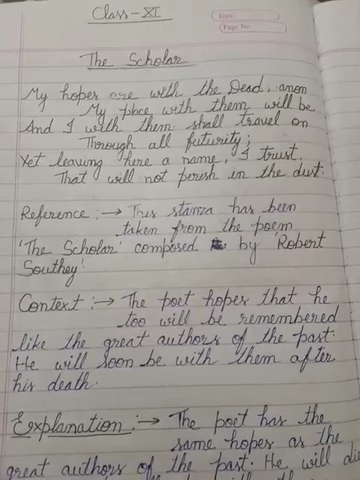 Class-XI
Date
Page No.
The Scholar
My hopes are with the Dead, anon
My place with them will be,
And I with them shall travel on
Through all futurity;
Yet leaving here a name, I trust,
That will not perish in the dust.
Reference :→ This stanza has been
taken from the poem
'The Scholar' composed by Robert
Southey.
Context :→ The poet hopes that he
too will be remembered
like the great authors of the past.
He will soon be with them after
his death.
Explanation :→ The poet has the
same hopes as the
great authors of the past. He will die